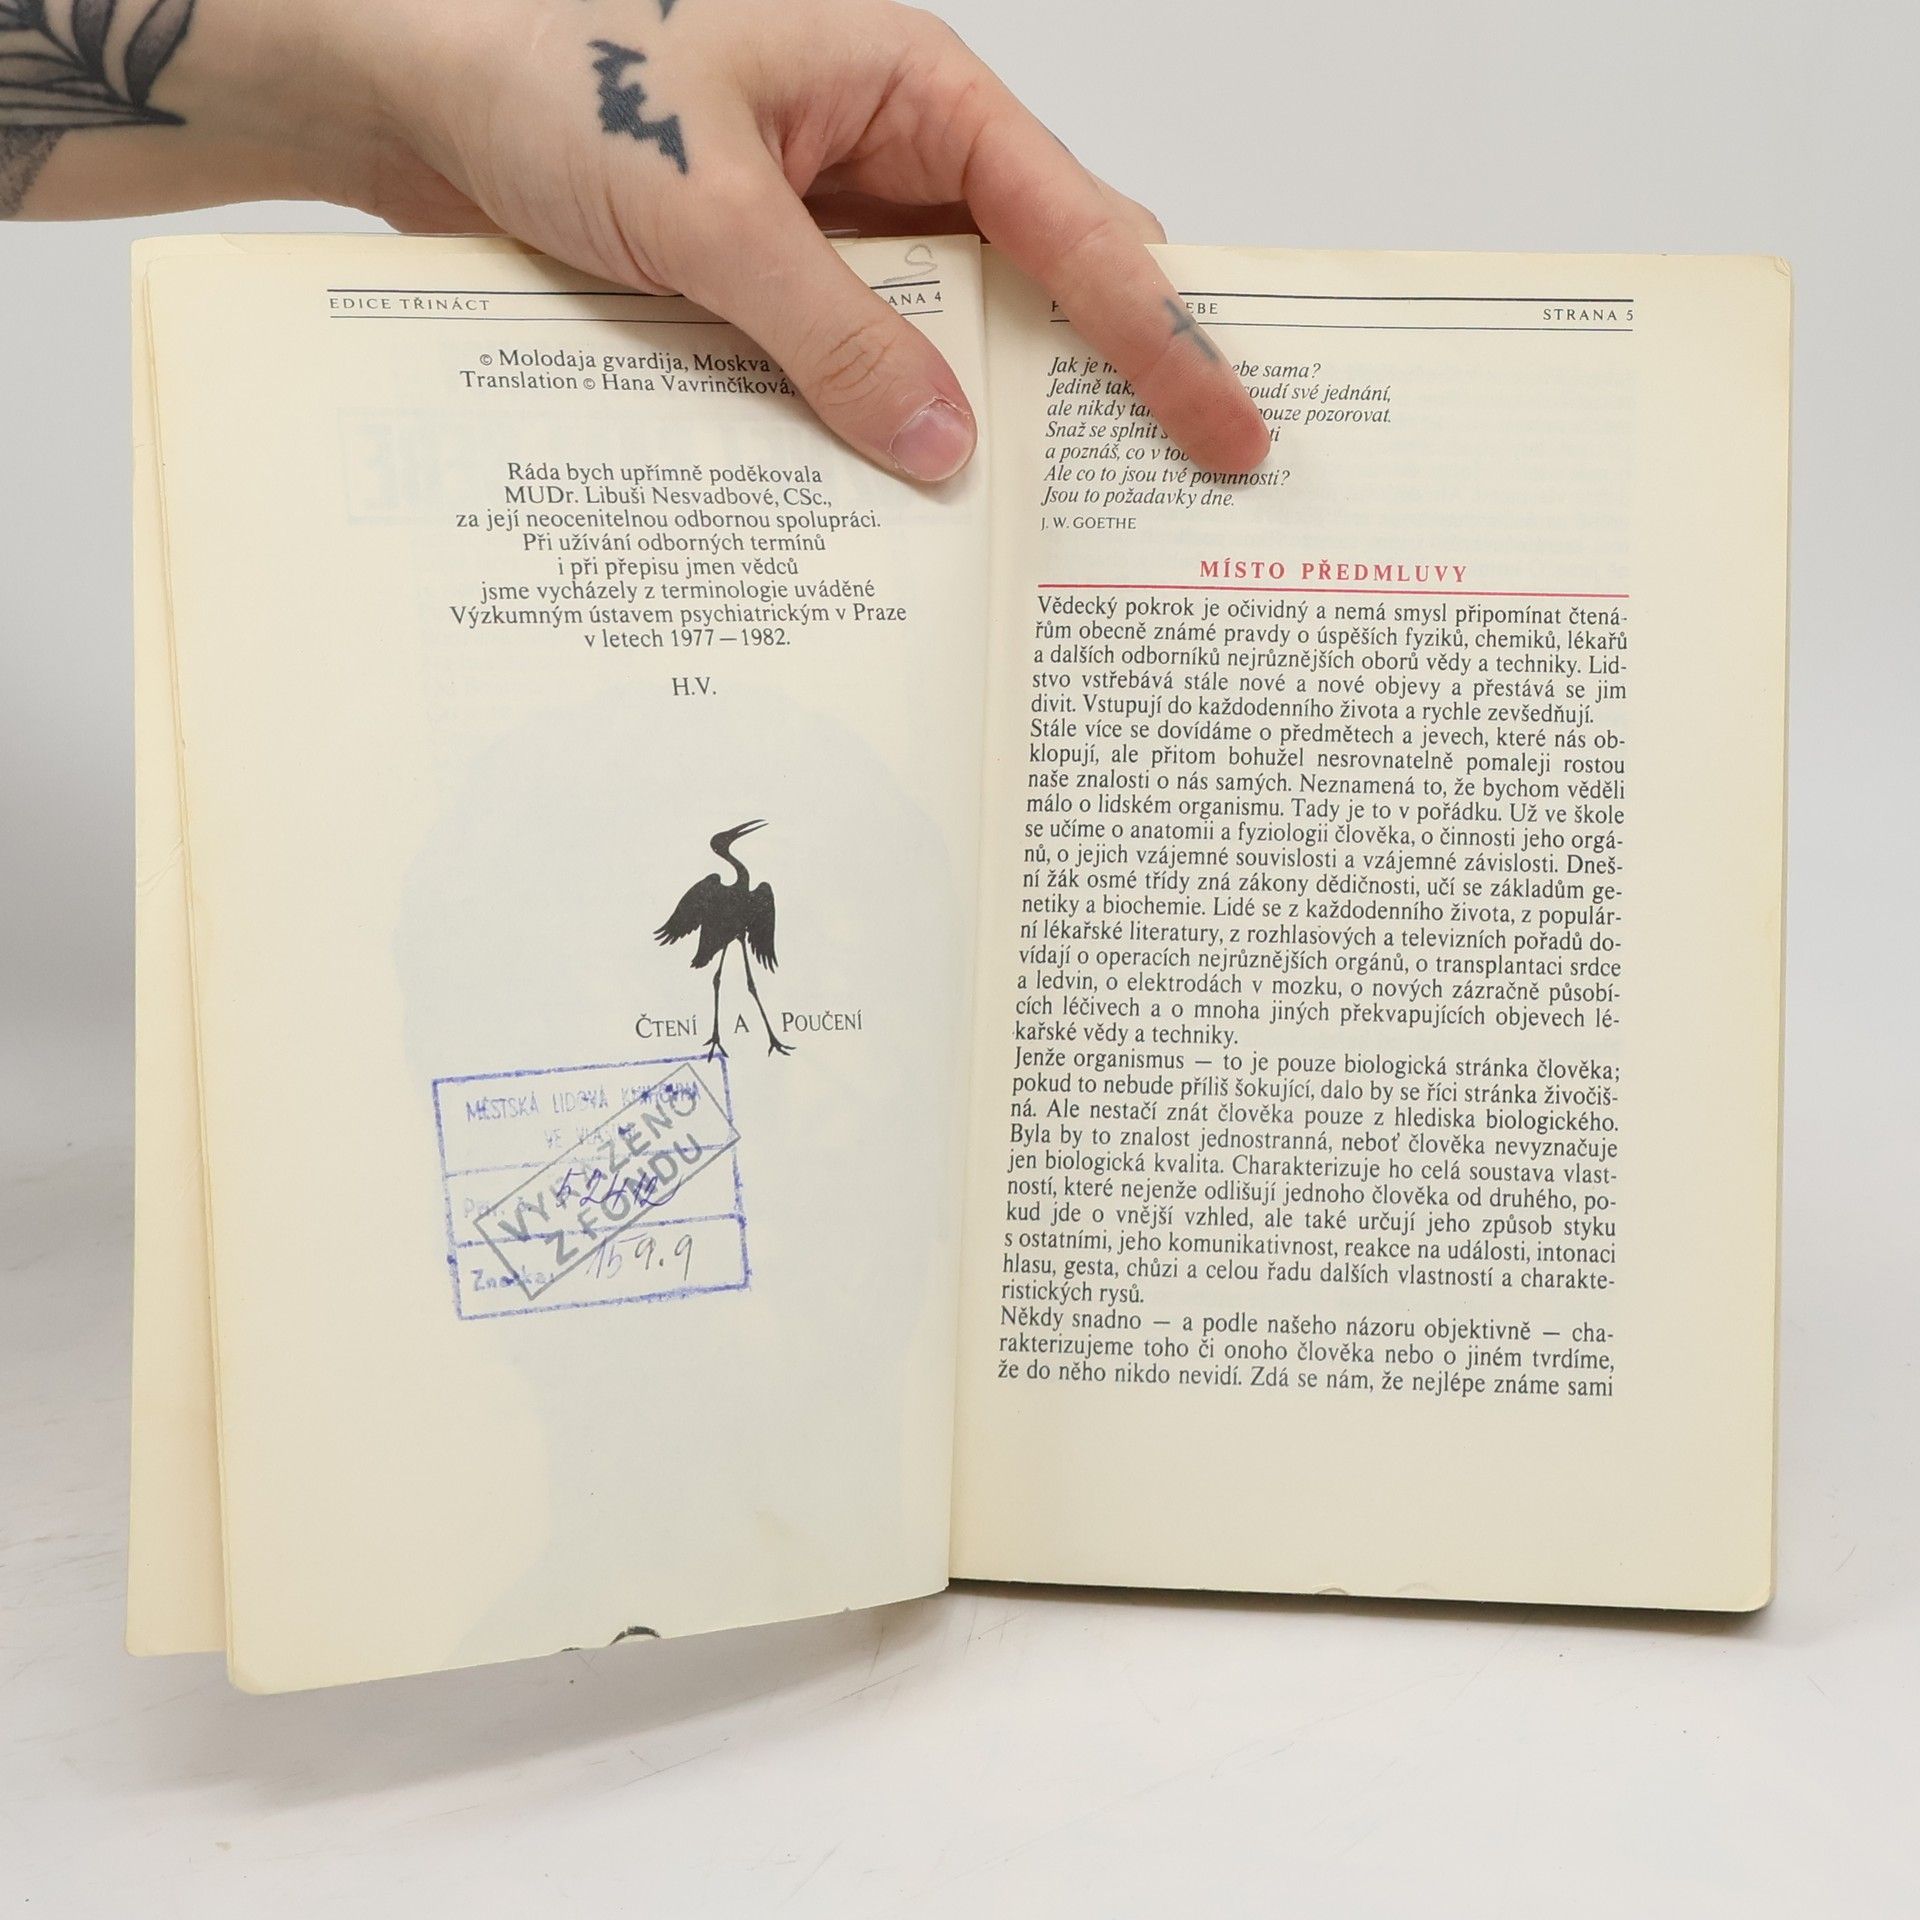 EDICE TŘINÁCT
ANA 4
© Molodaja gvardija, Moskva
Translation © Hana Vavrinčíková,
Ráda bych upřímně poděkovala
MUDr. Libuši Nesvadbové, CSc.,
za její neocenitelnou odbornou spolupráci.
Při užívání odborných termínů
i při přepisu jmen vědců
jsme vycházely z terminologie uváděné
Výzkumným ústavem psychiatrickým v Praze
v letech 1977—1982.
H.V.
ČTENÍ A POUČENÍ
MĚSTSKÁ LIDOVÁ KNIHOVNA
VE
VYŘAZENO
Z FONDU
Značka: 159.9
EBE
STRANA 5
Jak je ebe sama?
Jedině tak, soudí své jednání,
ale nikdy pouze pozorovat.
Snaž se splnit
a poznáš, co v
Ale co to jsou tvé povinnosti?
Jsou to požadavky dne.
J. W. GOETHE
MÍSTO PŘEDMLUVY
Vědecký pokrok je očividný a nemá smysl připomínat čtená-
řům obecně známé pravdy o úspěších fyziků, chemiků, lékařů
a dalších odborníků nejrůznějších oborů vědy a techniky. Lid-
stvo vstřebává stále nové a nové objevy a přestává se jim
divit. Vstupují do každodenního života a rychle zevšedňují.
Stále více se dovídáme o předmětech a jevech, které nás ob-
klopují, ale přitom bohužel nesrovnatelně pomaleji rostou
naše znalosti o nás samých. Neznamená to, že bychom věděli
málo o lidském organismu. Tady je to v pořádku. Už ve škole
se učíme o anatomii a fyziologii člověka, o činnosti jeho orgá-
nů, o jejich vzájemné souvislosti a vzájemné závislosti. Dneš-
ní žák osmé třídy zná zákony dědičnosti, učí se základům ge-
netiky a biochemie. Lidé se z každodenního života, z populár-
ní lékařské literatury, z rozhlasových a televizních pořadů do-
vídají o operacích nejrůznějších orgánů, o transplantaci srdce
a ledvin, o elektrodách v mozku, o nových zázračně působí-
cích léčivech a o mnoha jiných překvapujících objevech lé-
kařské vědy a techniky.
Jenže organismus — to je pouze biologická stránka člověka;
pokud to nebude příliš šokující, dalo by se říci stránka živočiš-
ná. Ale nestačí znát člověka pouze z hlediska biologického.
Byla by to znalost jednostranná, neboť člověka nevyznačuje
jen biologická kvalita. Charakterizuje ho celá soustava vlast-
ností, které nejenže odlišují jednoho člověka od druhého, po-
kud jde o vnější vzhled, ale také určují jeho způsob styku
s ostatními, jeho komunikativnost, reakce na události, intonaci
hlasu, gesta, chůzi a celou řadu dalších vlastností a charakte-
ristických rysů.
Někdy snadno — a podle našeho názoru objektivně — cha-
rakterizujeme toho či onoho člověka nebo o jiném tvrdíme,
že do něho nikdo nevidí. Zdá se nám, že nejlépe známe sami